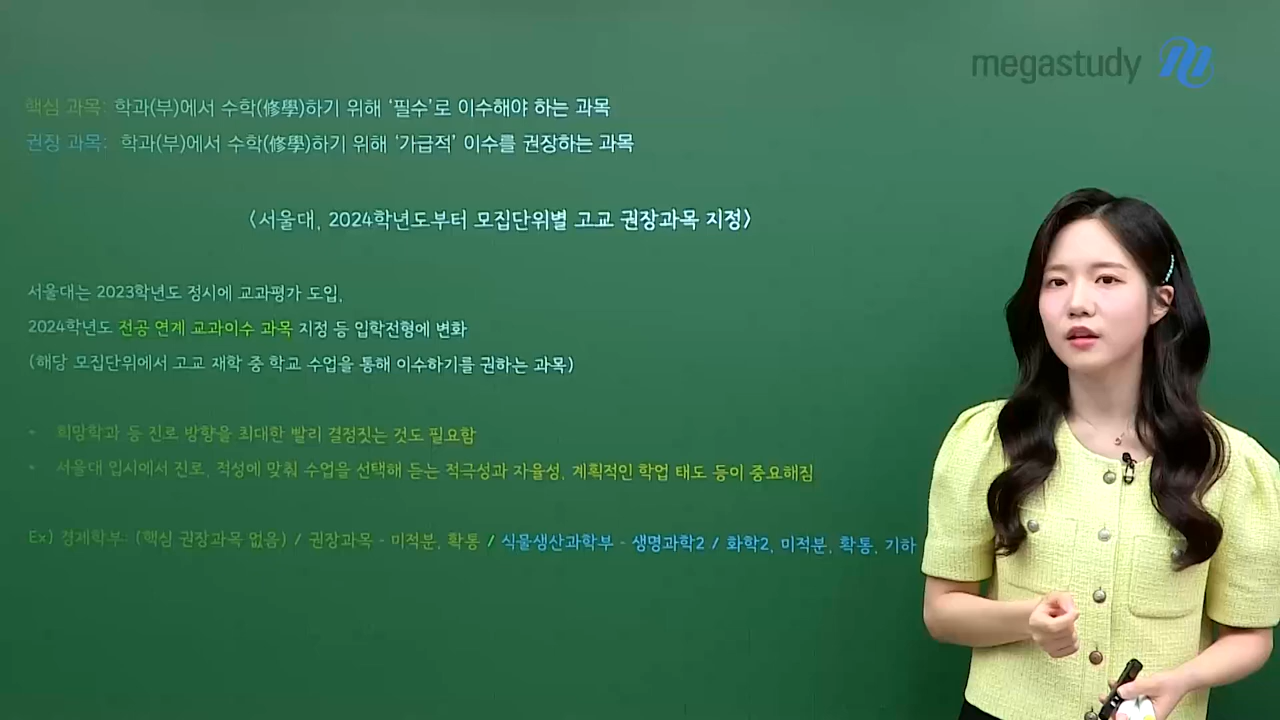 megastudy
핵심 과목: 학과(부)에서 수학(修學)하기 위해 ‘필수’로 이수해야 하는 과목
권장 과목: 학과(부)에서 수학(修學)하기 위해 ‘가급적’ 이수를 권장하는 과목
<서울대, 2024학년도부터 모집단위별 고교 권장과목 지정>
서울대는 2023학년도 정시에 교과평가 도입,
2024학년도 전공 연계 교과이수 과목 지정 등 입학전형에 변화
(해당 모집단위에서 고교 재학 중 학교 수업을 통해 이수하기를 권하는 과목)
- 희망학과 등 진로 방향을 최대한 빨리 결정짓는 것도 필요함
- 서울대 입시에서 진로, 적성에 맞춰 수업을 선택해 듣는 적극성과 자율성, 계획적인 학업 태도 등이 중요해짐
Ex) 경제학부: (핵심 권장과목 없음) / 권장과목 - 미적분, 확통 / 식물생산과학부 - 생명과학2 / 화학2, 미적분, 확통, 기하